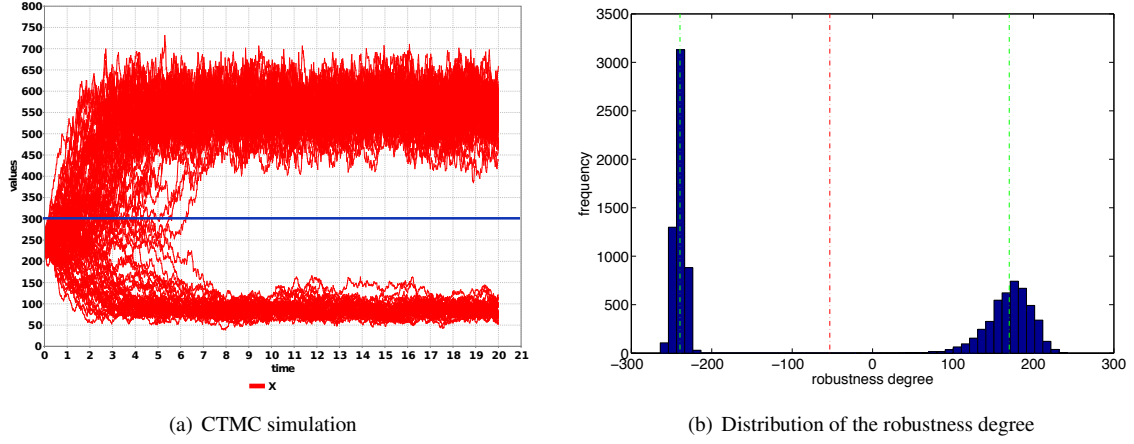 800
750
700
650
600
550
500
450
400
350
300
250
200
150
100
50
0
values
0 1 2 3 4 5 6 7 8 9 10 11 12 13 14 15 16 17 18 19 20 21
time
X
(a) CTMC simulation
3500
3000
2500
2000
1500
1000
500
0
frequency
−300 −200 −100 0 100 200 300
robustness degree
(b) Distribution of the robustness degree